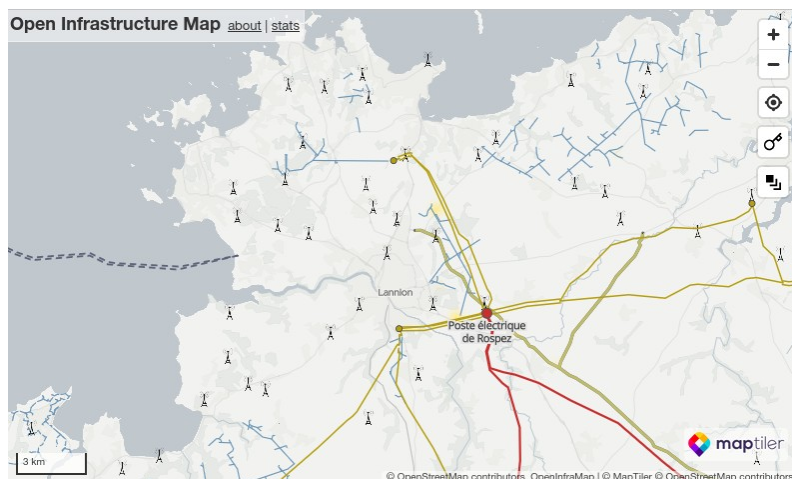 Open Infrastructure Map about | stats
Lannion
Poste électrique
de Rospez
maptiler
3 km
© OpenStreetMap contributors, OpenInfraMap | © MapTiler © OpenStreetMap contributors